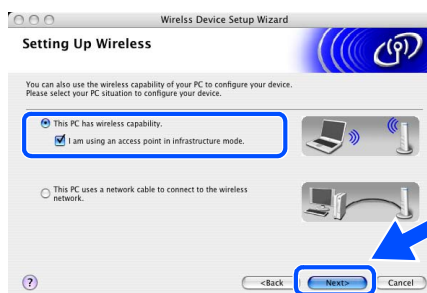 Wirelss Device Setup Wizard
Setting Up Wireless
You can also use the wireless capability of your PC to configure your device.
Please select your PC situation to configure your device.
This PC has wireless capability.
I am using an access point in infrastructure mode.
This PC uses a network cable to connect to the wireless
network.
?
<Back
Next>
Cancel